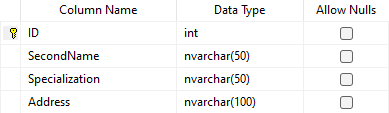 Column Name Data Type Allow Nulls
ID int
SecondName nvarchar(50)
Specialization nvarchar(50)
Address nvarchar(100)